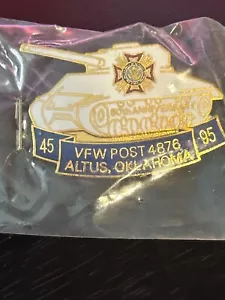 45
VFW POST 4876
95
ALTUS, OKLAHOMA